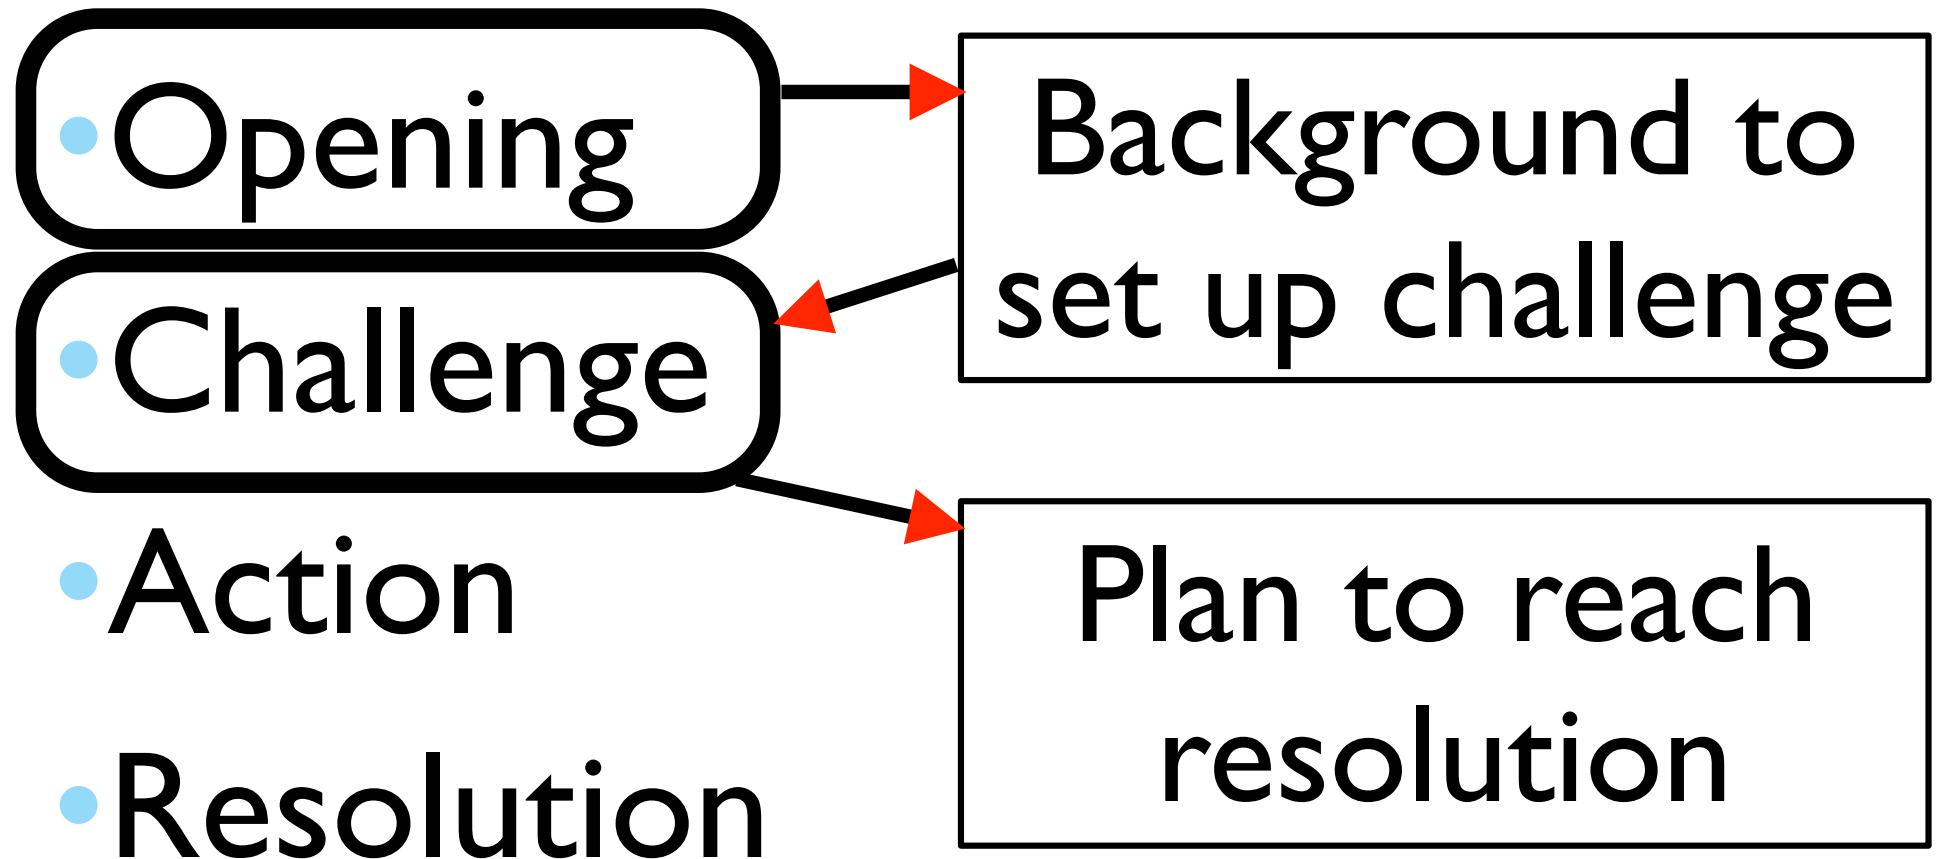 • Opening
• Challenge
• Action
• Resolution
Background to
set up challenge
Plan to reach
resolution